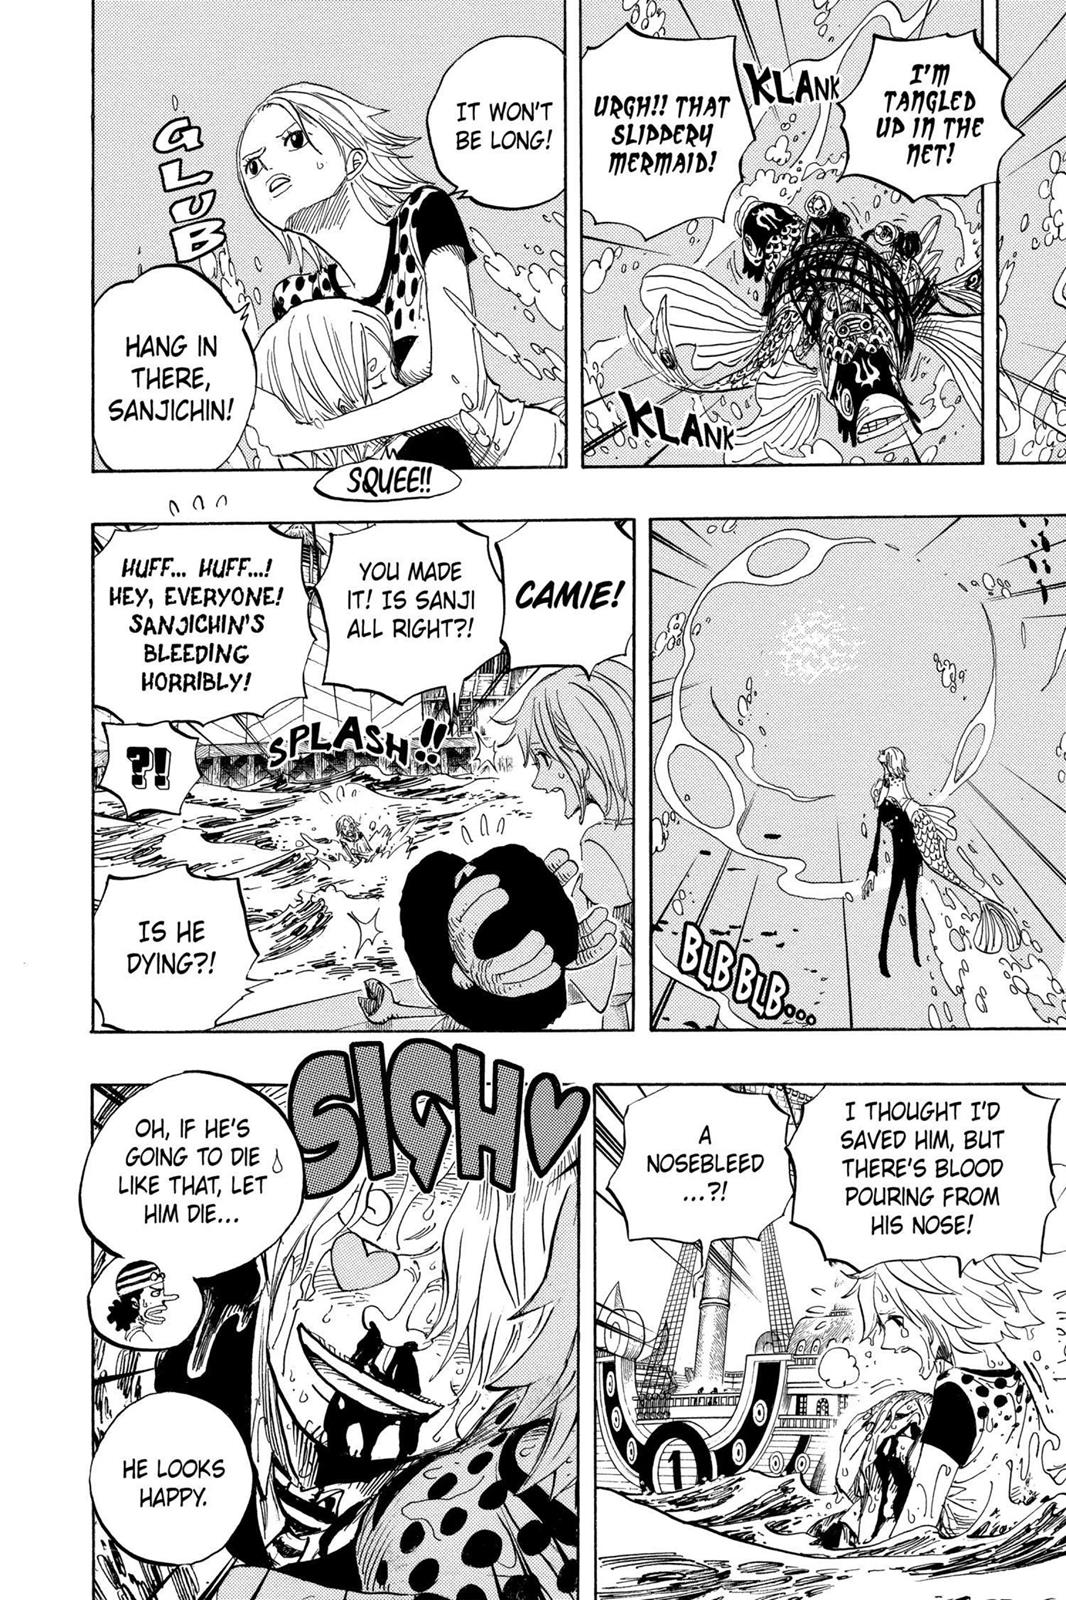 I'M
TANGLED
UP IN THE
NET!
KLANK
URGH!! THAT
SLIPPERY
MERMAID!
KLANK
IT WON'T
BE LONG!
GLUB
HANG IN
THERE,
SANJICHIN!
SQUEE!!
BLB BLB...
CAMIE!
YOU MADE
IT! IS SANJI
ALL RIGHT?!
SPLASH!!
HUFF... HUFF...!
HEY, EVERYONE!
SANJICHIN'S
BLEEDING
HORRIBLY!
?!
IS HE
DYING?!
I THOUGHT I'D
SAVED HIM, BUT
THERE'S BLOOD
POURING FROM
HIS NOSE!
A
NOSEBLEED
...?!
1
SIGH♥
OH, IF HE'S
GOING TO DIE
LIKE THAT, LET
HIM DIE...
HE LOOKS
HAPPY.